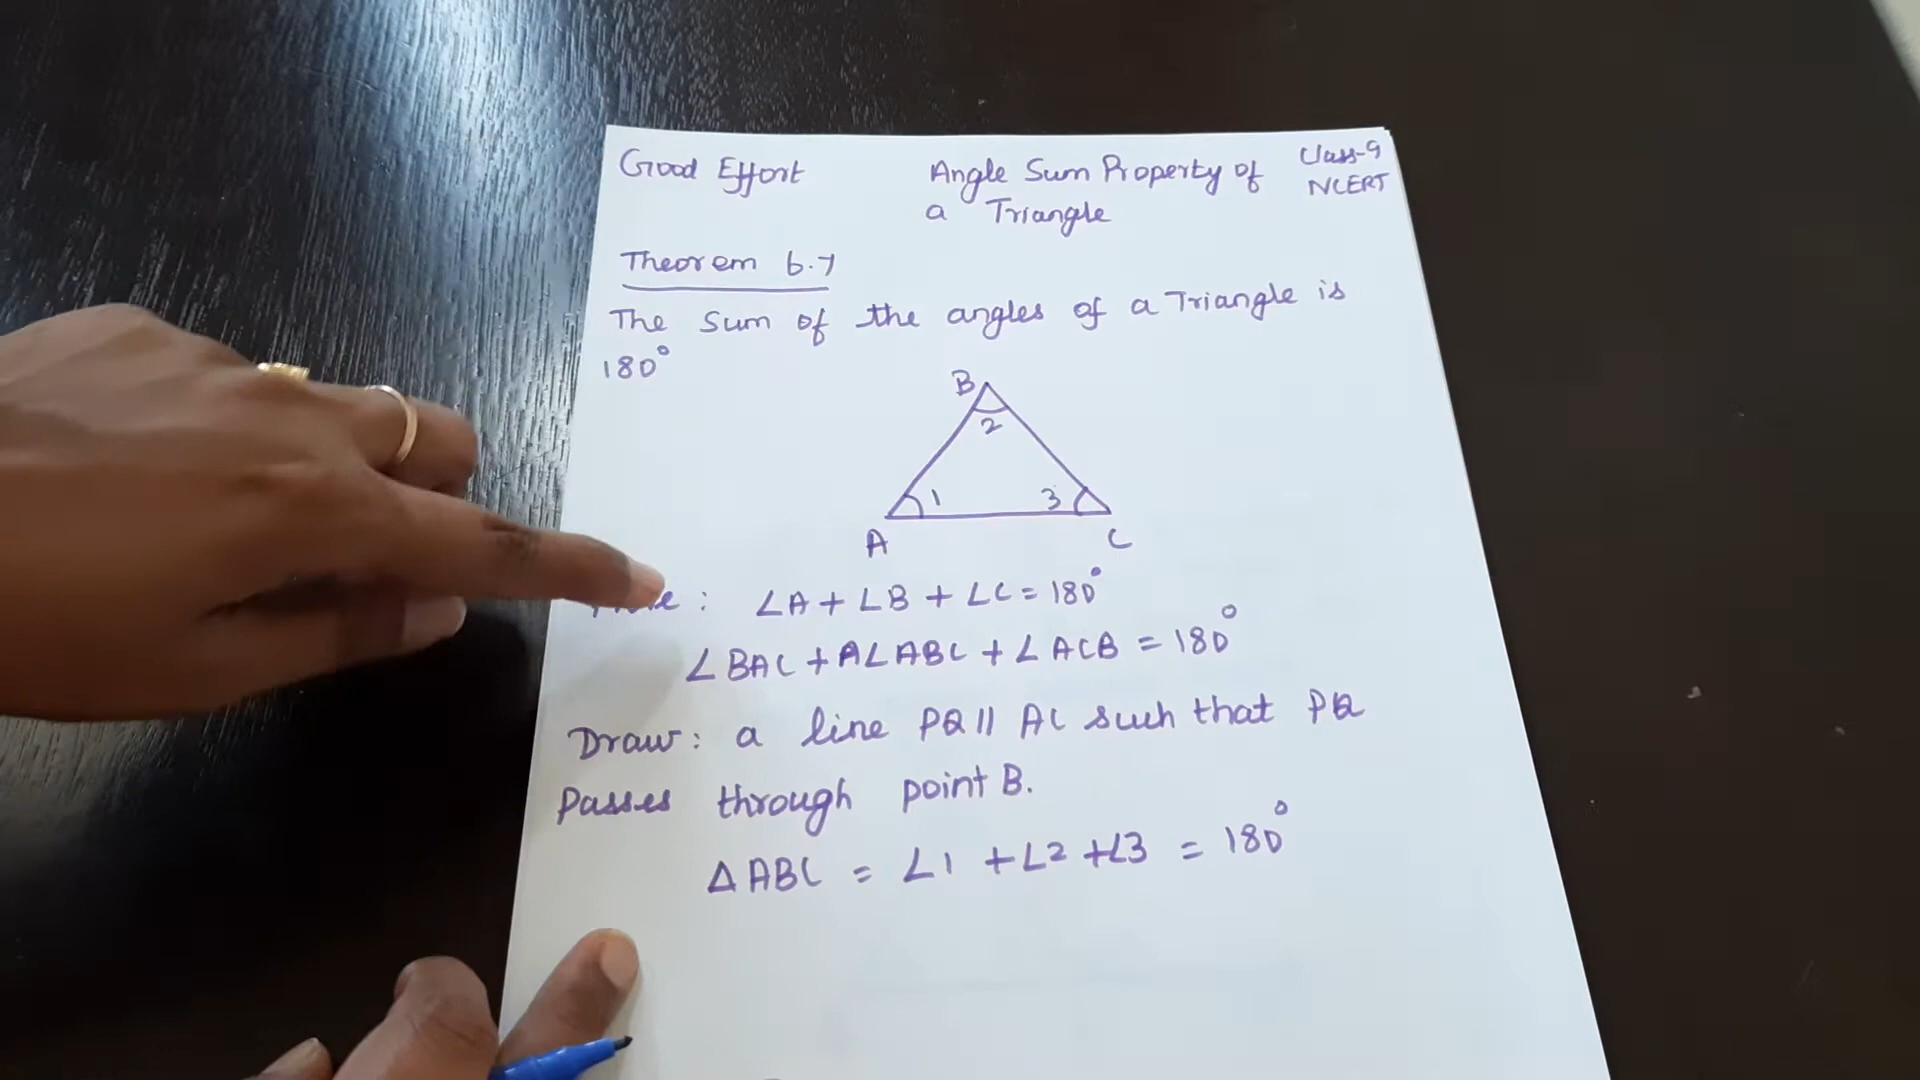 Good Effort
Angle Sum Property of
a Triangle
Class-9
NCERT
Theorem 6.7
The Sum of the angles of a Triangle is
180°
B
2
1
3
A
C
: ∠A + ∠B + ∠C = 180°
∠BAC + A∠ABC + ∠ACB = 180°
Draw: a line PQ || AC such that PQ
Passes through point B.
△ABC = ∠1 + ∠2 + ∠3 = 180°